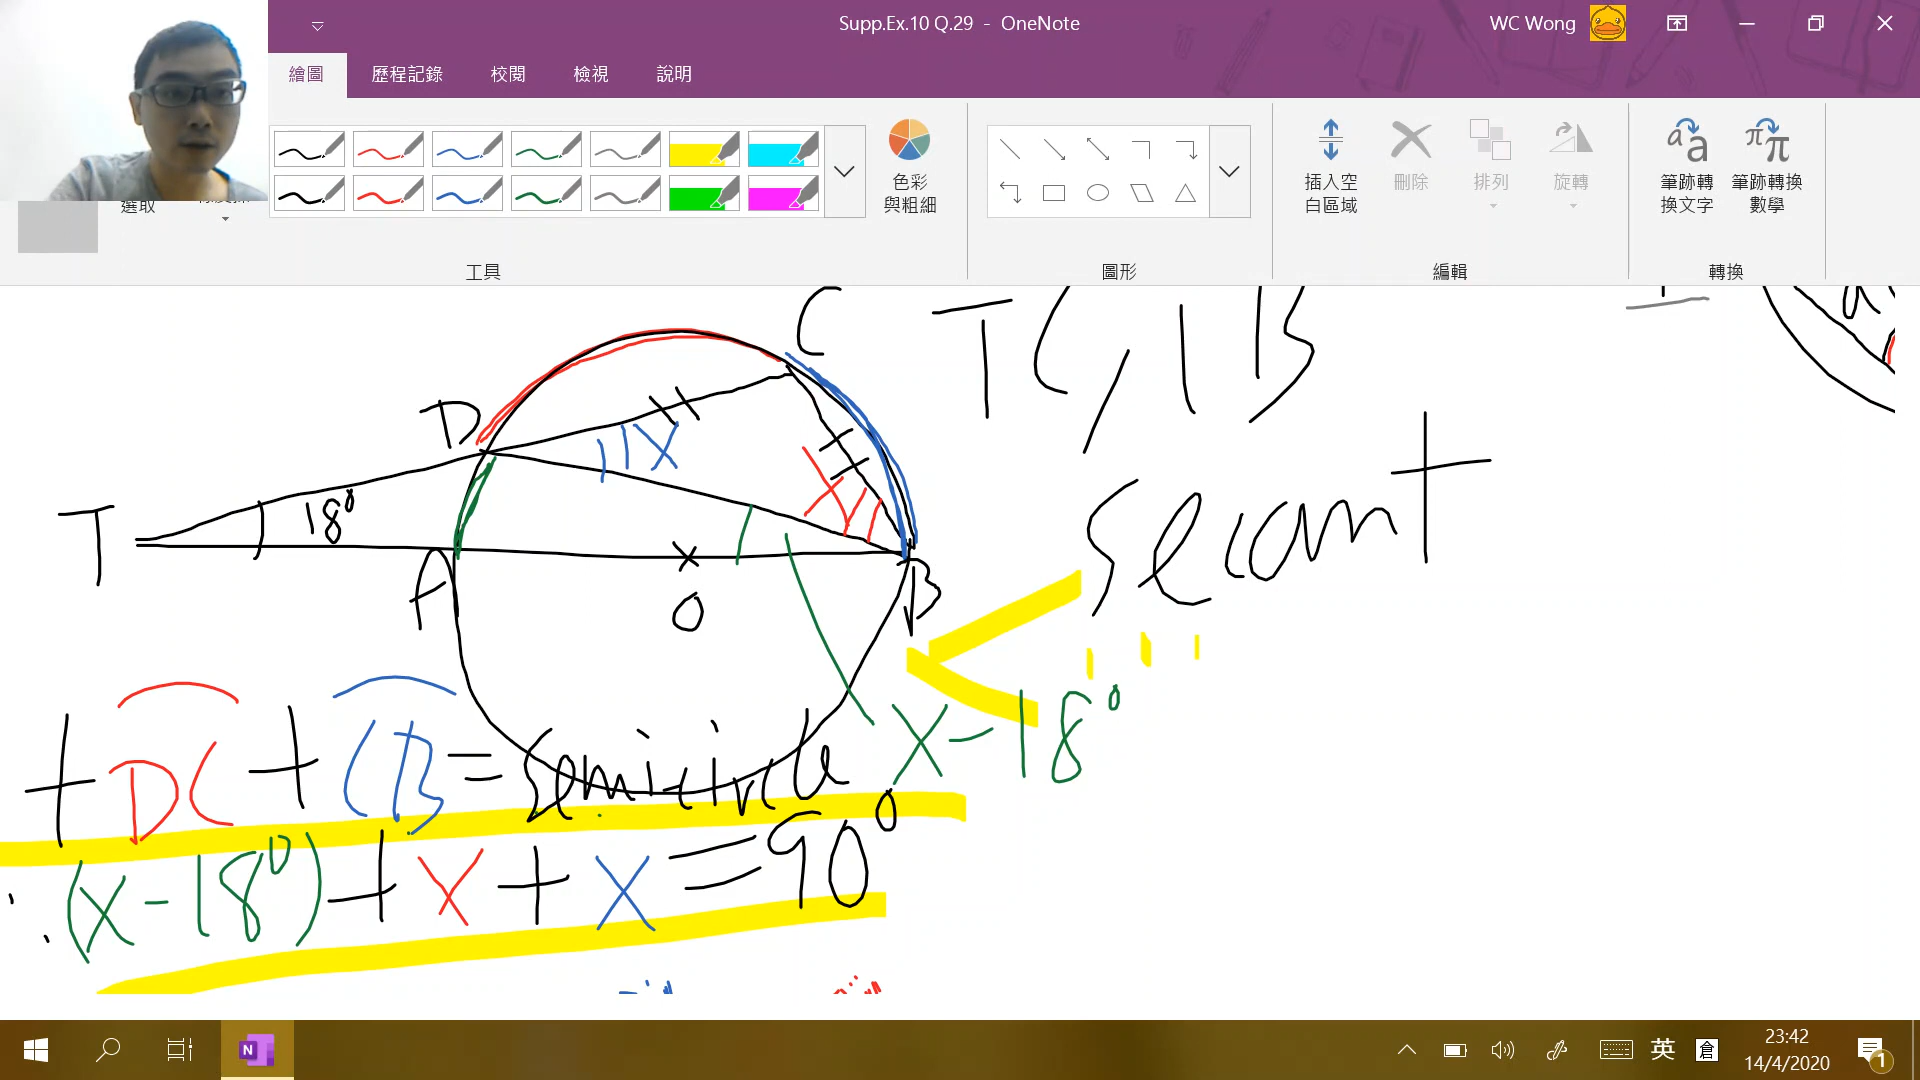 Supp.Ex.10 Q.29 - OneNote
WC Wong
繪圖 歷程記錄 校閱 檢視 說明
選取
色彩與粗細
插入空白區域
刪除
排列
旋轉
筆跡轉換文字
筆跡轉換數學
工具 圖形 編輯 轉換
C
TC, TB
D
11X
18°
T
secant
A
O
B
X-18°
+DC+CB=semicircle
∴(X-18°)+X+X=90°
23:42
英 倉
14/4/2020
1